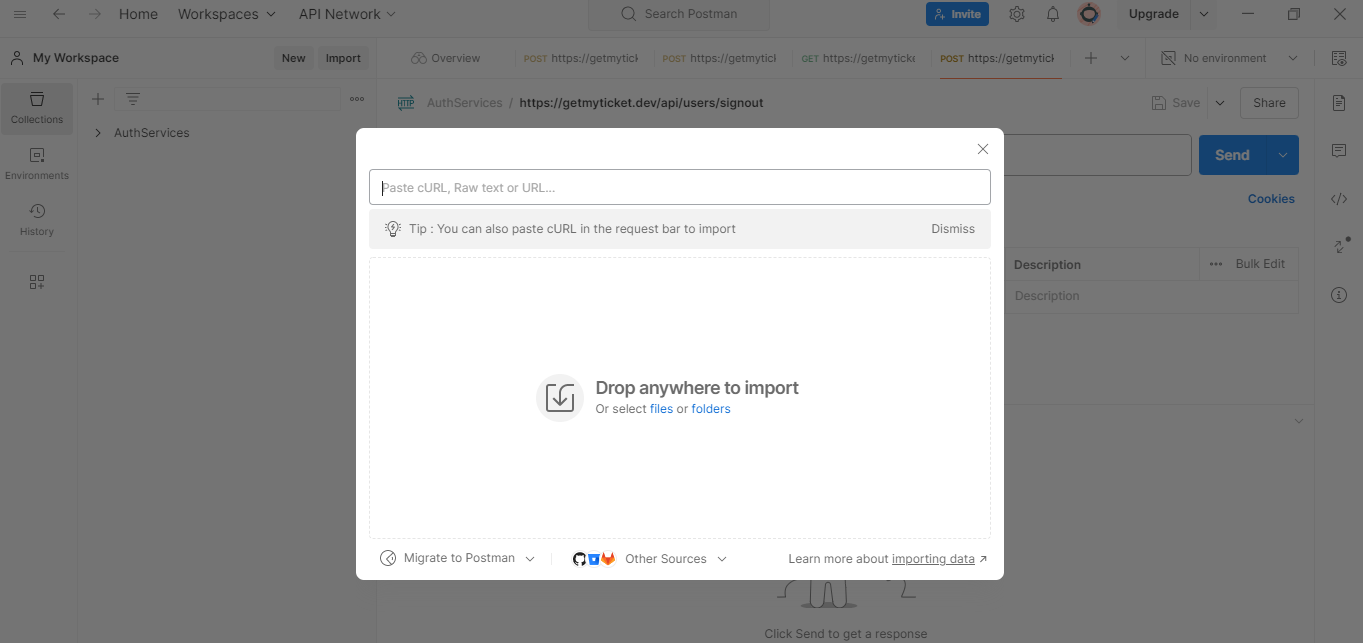 Home
Workspaces
API Network
Search Postman
Invite
Upgrade
My Workspace
New
Import
Overview
POST https://getmytick
POST https://getmytick
GET https://getmyticke
POST https://getmytick
No environment
Collections
AuthServices
Environments
History
HTTP
AuthServices / https://getmyticket.dev/api/users/signout
Save
Share
Send
Cookies
Paste cURL, Raw text or URL...
Tip : You can also paste cURL in the request bar to import
Dismiss
Description
Bulk Edit
Description
Drop anywhere to import
Or select files or folders
Migrate to Postman
Other Sources
Learn more about importing data ↗
Click Send to get a response